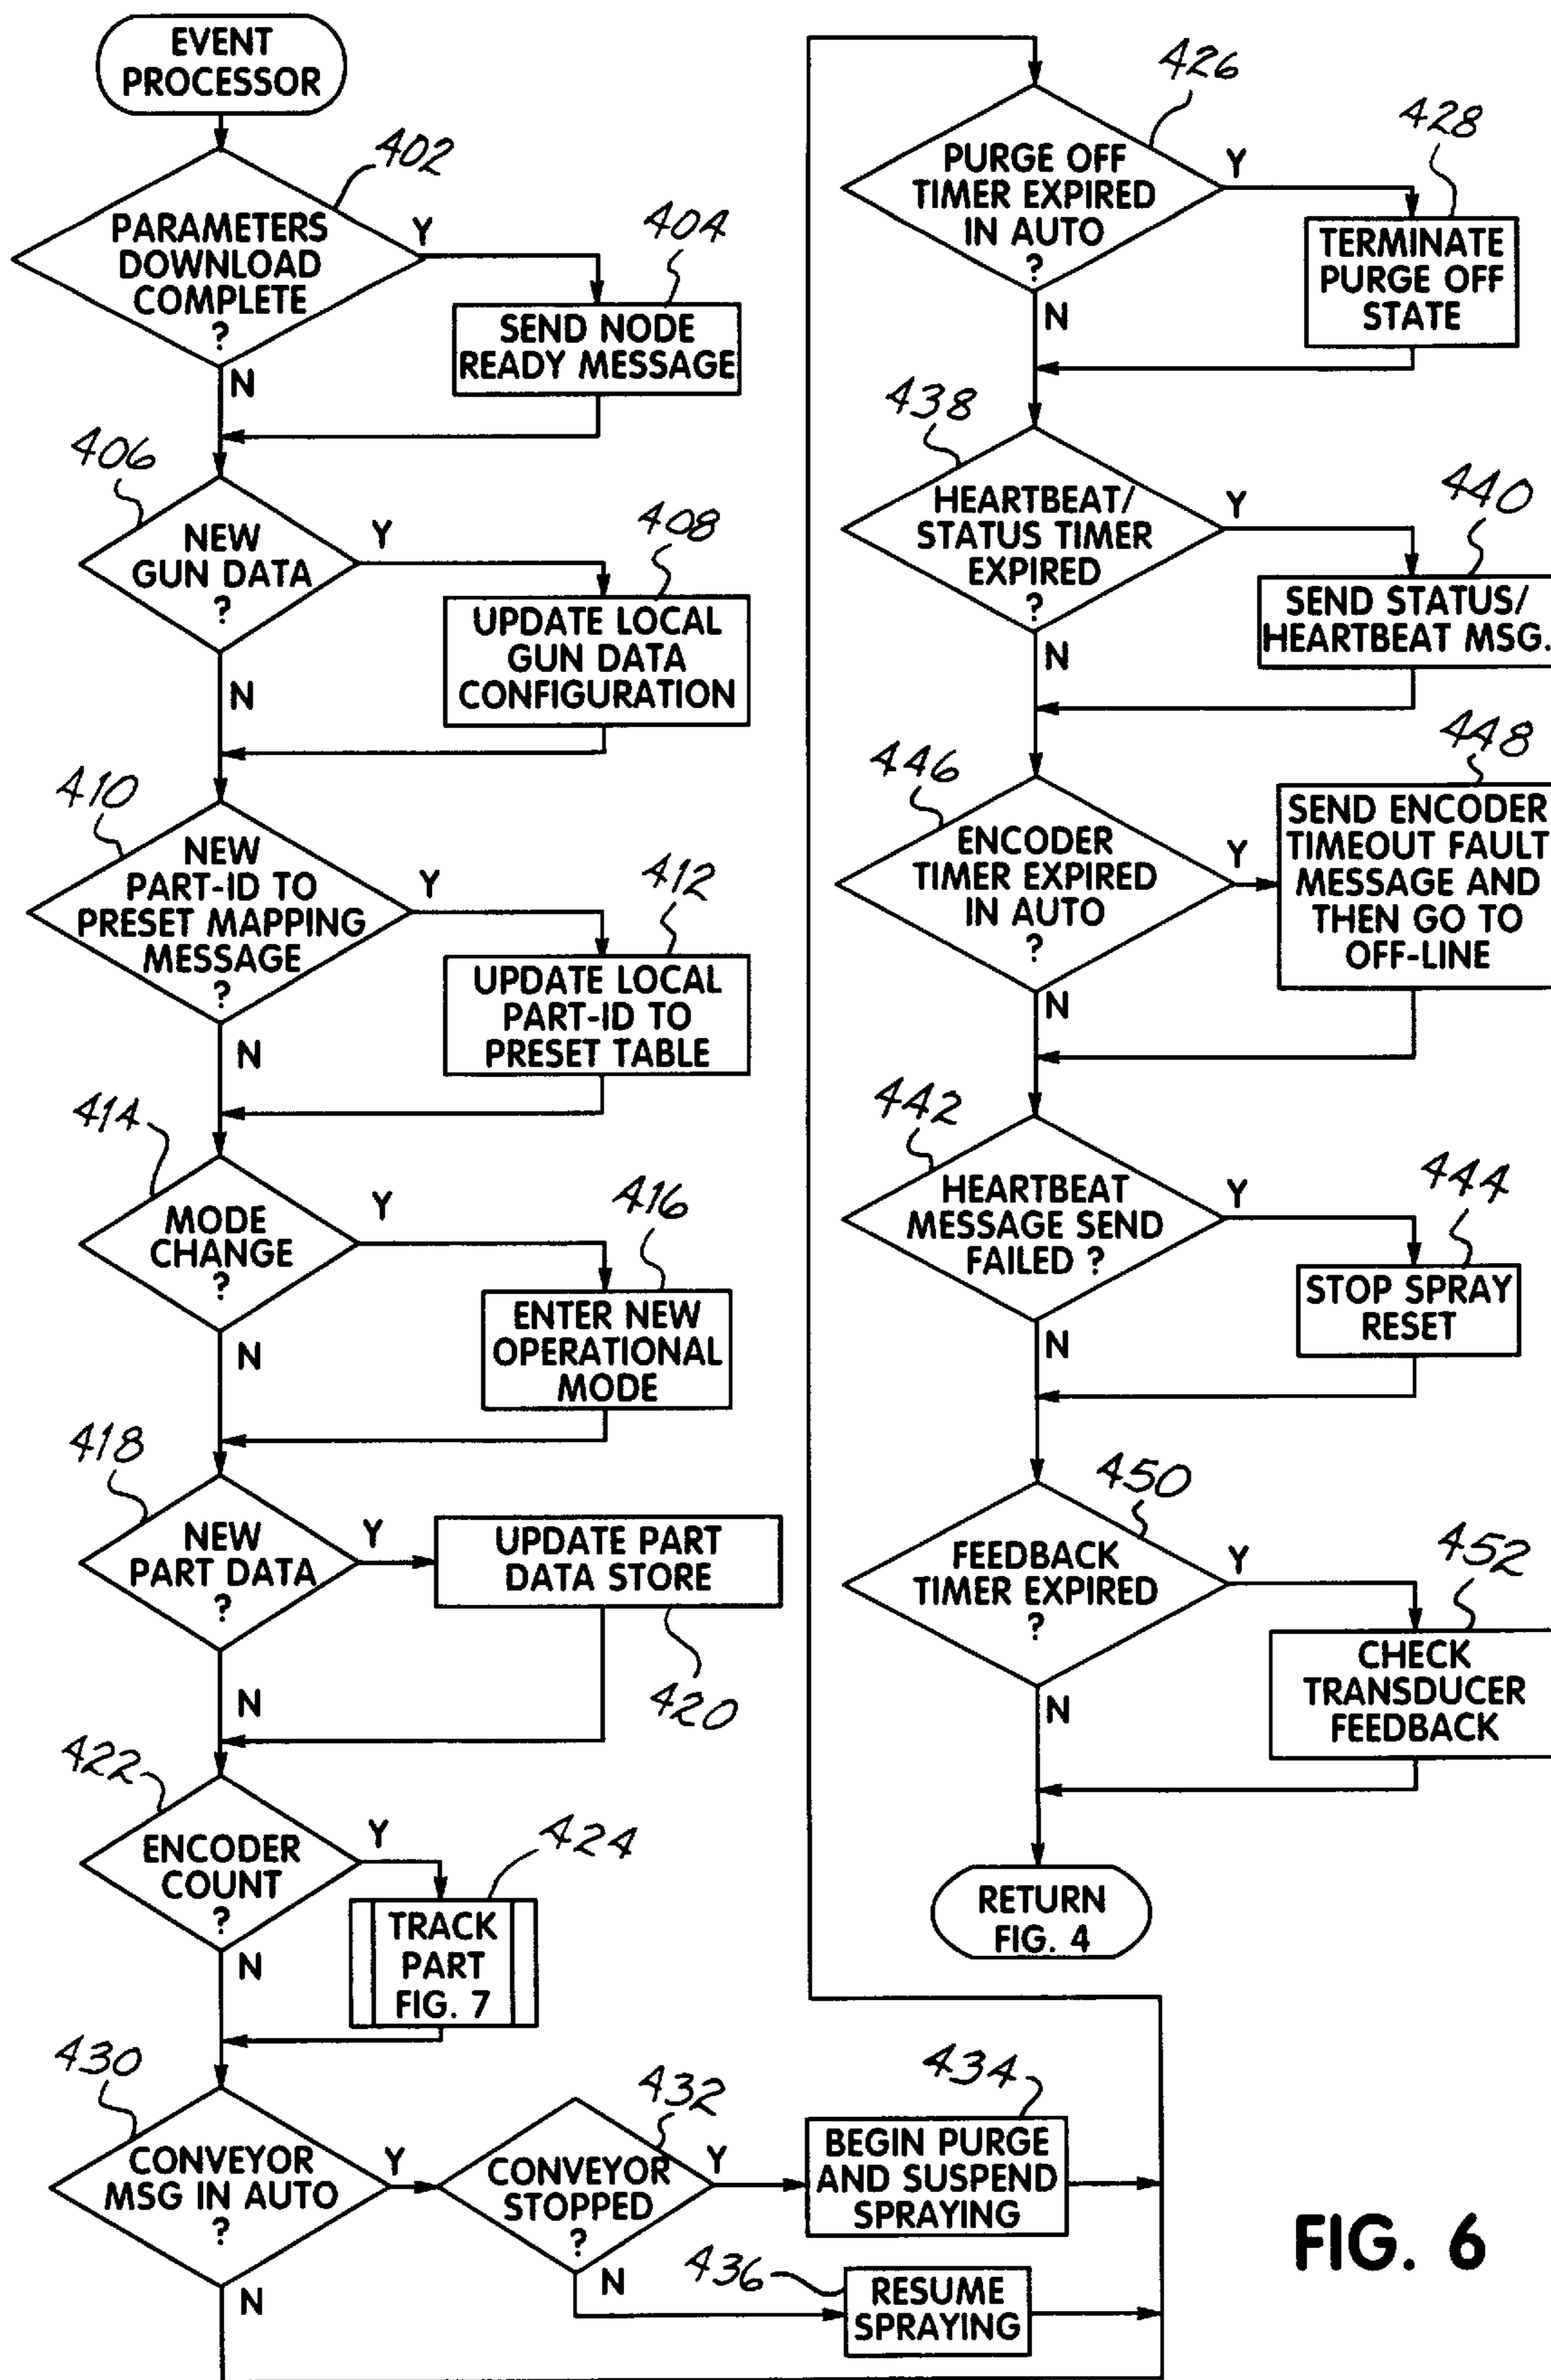 EVENT
PROCESSOR
402
PARAMETERS
DOWNLOAD
COMPLETE
?
Y
N
404
SEND NODE
READY MESSAGE
406
NEW
GUN DATA
?
Y
N
408
UPDATE LOCAL
GUN DATA
CONFIGURATION
410
NEW
PART-ID TO
PRESET MAPPING
MESSAGE
?
Y
N
412
UPDATE LOCAL
PART-ID TO
PRESET TABLE
414
MODE
CHANGE
?
Y
N
416
ENTER NEW
OPERATIONAL
MODE
418
NEW
PART DATA
?
Y
N
UPDATE PART
DATA STORE
420
422
ENCODER
COUNT
?
Y
N
424
TRACK
PART
FIG. 7
430
CONVEYOR
MSG IN AUTO
?
Y
N
432
CONVEYOR
STOPPED
?
Y
N
434
BEGIN PURGE
AND SUSPEND
SPRAYING
436
RESUME
SPRAYING
426
PURGE OFF
TIMER EXPIRED
IN AUTO
?
Y
N
428
TERMINATE
PURGE OFF
STATE
438
HEARTBEAT/
STATUS TIMER
EXPIRED
?
Y
N
440
SEND STATUS/
HEARTBEAT MSG.
446
ENCODER
TIMER EXPIRED
IN AUTO
?
Y
N
448
SEND ENCODER
TIMEOUT FAULT
MESSAGE AND
THEN GO TO
OFF-LINE
442
HEARTBEAT
MESSAGE SEND
FAILED ?
Y
N
444
STOP SPRAY
RESET
450
FEEDBACK
TIMER EXPIRED
?
Y
N
452
CHECK
TRANSDUCER
FEEDBACK
RETURN
FIG. 4
FIG. 6